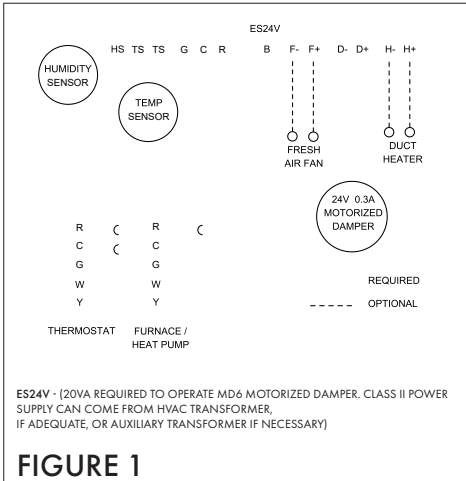 ES24V
HS TS TS G C R B F- F+ D- D+ H- H+
HUMIDITY
SENSOR
TEMP
SENSOR
FRESH
AIR FAN
DUCT
HEATER
24V 0.3A
MOTORIZED
DAMPER
R R
C C
G G
W W
Y Y
REQUIRED
OPTIONAL
THERMOSTAT
FURNACE /
HEAT PUMP
ES24V - (20VA REQUIRED TO OPERATE MD6 MOTORIZED DAMPER. CLASS II POWER
SUPPLY CAN COME FROM HVAC TRANSFORMER,
IF ADEQUATE, OR AUXILIARY TRANSFORMER IF NECESSARY)
FIGURE 1